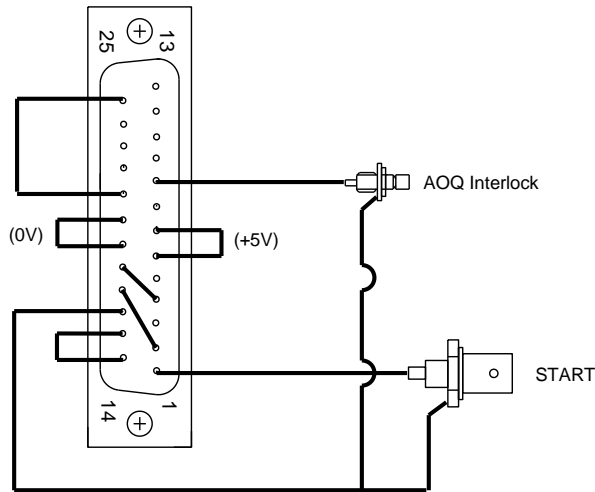 25
13
AOQ Interlock
(0V)
(+5V)
START
14
1